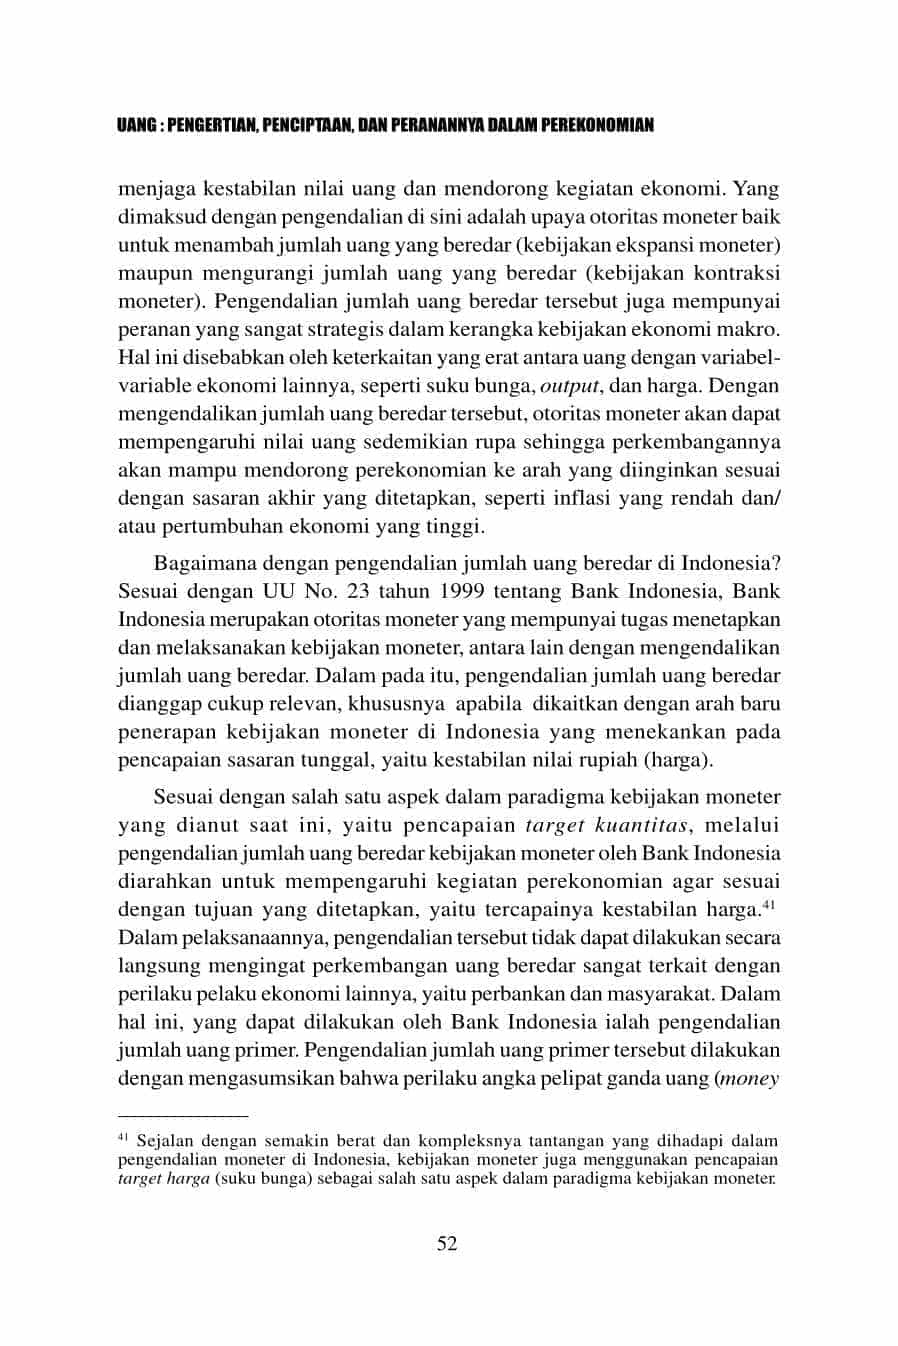 UANG : PENGERTIAN, PENCIPTAAN, DAN PERANANNYA DALAM PEREKONOMIAN
menjaga kestabilan nilai uang dan mendorong kegiatan ekonomi. Yang
dimaksud dengan pengendalian di sini adalah upaya otoritas moneter baik
untuk menambah jumlah uang yang beredar (kebijakan ekspansi moneter)
maupun mengurangi jumlah uang yang beredar (kebijakan kontraksi
moneter). Pengendalian jumlah uang beredar tersebut juga mempunyai
peranan yang sangat strategis dalam kerangka kebijakan ekonomi makro.
Hal ini disebabkan oleh keterkaitan yang erat antara uang dengan variabel-
variable ekonomi lainnya, seperti suku bunga, output, dan harga. Dengan
mengendalikan jumlah uang beredar tersebut, otoritas moneter akan dapat
mempengaruhi nilai uang sedemikian rupa sehingga perkembangannya
akan mampu mendorong perekonomian ke arah yang diinginkan sesuai
dengan sasaran akhir yang ditetapkan, seperti inflasi yang rendah dan/
atau pertumbuhan ekonomi yang tinggi.
Bagaimana dengan pengendalian jumlah uang beredar di Indonesia?
Sesuai dengan UU No. 23 tahun 1999 tentang Bank Indonesia, Bank
Indonesia merupakan otoritas moneter yang mempunyai tugas menetapkan
dan melaksanakan kebijakan moneter, antara lain dengan mengendalikan
jumlah uang beredar. Dalam pada itu, pengendalian jumlah uang beredar
dianggap cukup relevan, khususnya apabila dikaitkan dengan arah baru
penerapan kebijakan moneter di Indonesia yang menekankan pada
pencapaian sasaran tunggal, yaitu kestabilan nilai rupiah (harga).
Sesuai dengan salah satu aspek dalam paradigma kebijakan moneter
yang dianut saat ini, yaitu pencapaian target kuantitas, melalui
pengendalian jumlah uang beredar kebijakan moneter oleh Bank Indonesia
diarahkan untuk mempengaruhi kegiatan perekonomian agar sesuai
dengan tujuan yang ditetapkan, yaitu tercapainya kestabilan harga.41
Dalam pelaksanaannya, pengendalian tersebut tidak dapat dilakukan secara
langsung mengingat perkembangan uang beredar sangat terkait dengan
perilaku pelaku ekonomi lainnya, yaitu perbankan dan masyarakat. Dalam
hal ini, yang dapat dilakukan oleh Bank Indonesia ialah pengendalian
jumlah uang primer. Pengendalian jumlah uang primer tersebut dilakukan
dengan mengasumsikan bahwa perilaku angka pelipat ganda uang (money
41 Sejalan dengan semakin berat dan kompleksnya tantangan yang dihadapi dalam
pengendalian moneter di Indonesia, kebijakan moneter juga menggunakan pencapaian
target harga (suku bunga) sebagai salah satu aspek dalam paradigma kebijakan moneter.
52